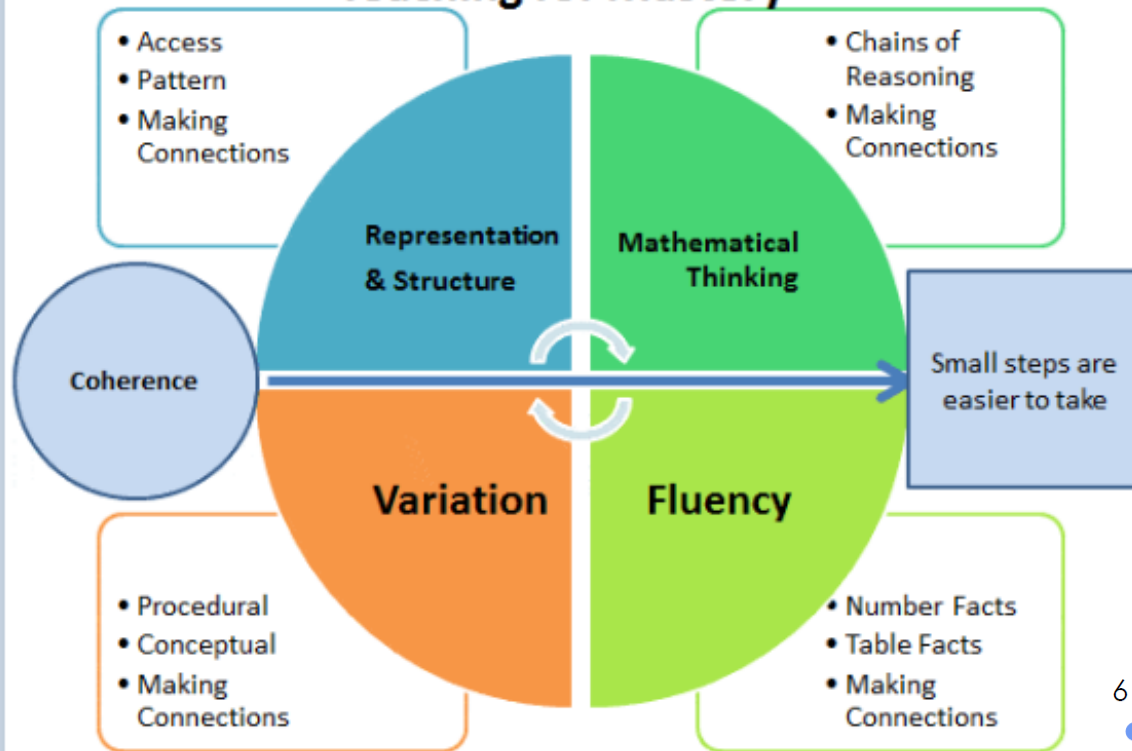 • Access
• Pattern
• Making
Connections
• Chains of
Reasoning
• Making
Connections
Representation
& Structure
Mathematical
Thinking
Coherence
Small steps are
easier to take
Variation
Fluency
• Procedural
• Conceptual
• Making
Connections
• Number Facts
• Table Facts
• Making
Connections
6